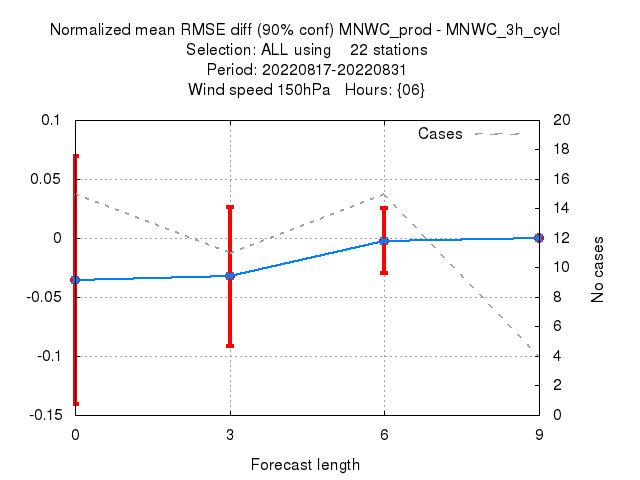 Normalized mean RMSE diff (90% conf) MNWC_prod - MNWC_3h_cycl
Selection: ALL using    22 stations
Period: 20220817-20220831
Wind speed 150hPa   Hours: {06}
0.1
0.05
0
-0.05
-0.1
-0.15
20
18
16
14
12
10
8
6
4
2
0
Cases
No cases
0 3 6 9
Forecast length